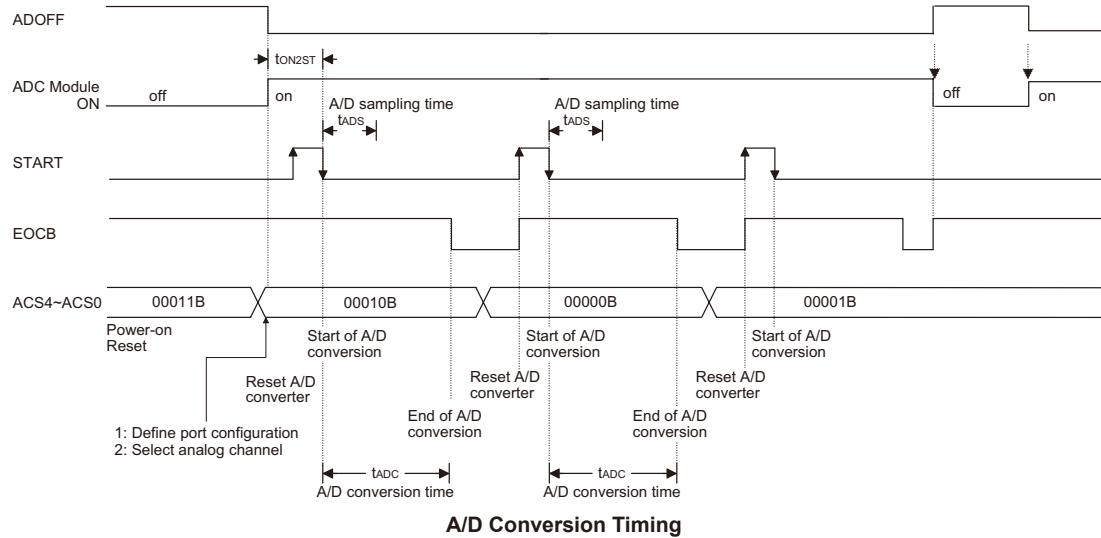 ADOFF
tON2ST
ADC Module
ON
off
on
A/D sampling time
tADS
A/D sampling time
tADS
off
on
START
EOCB
ACS4~ACS0
00011B
00010B
00000B
00001B
Power-on
Reset
Start of A/D
conversion
Start of A/D
conversion
Start of A/D
conversion
Reset A/D
converter
Reset A/D
converter
Reset A/D
converter
End of A/D
conversion
End of A/D
conversion
1: Define port configuration
2: Select analog channel
tADC
A/D conversion time
tADC
A/D conversion time
A/D Conversion Timing